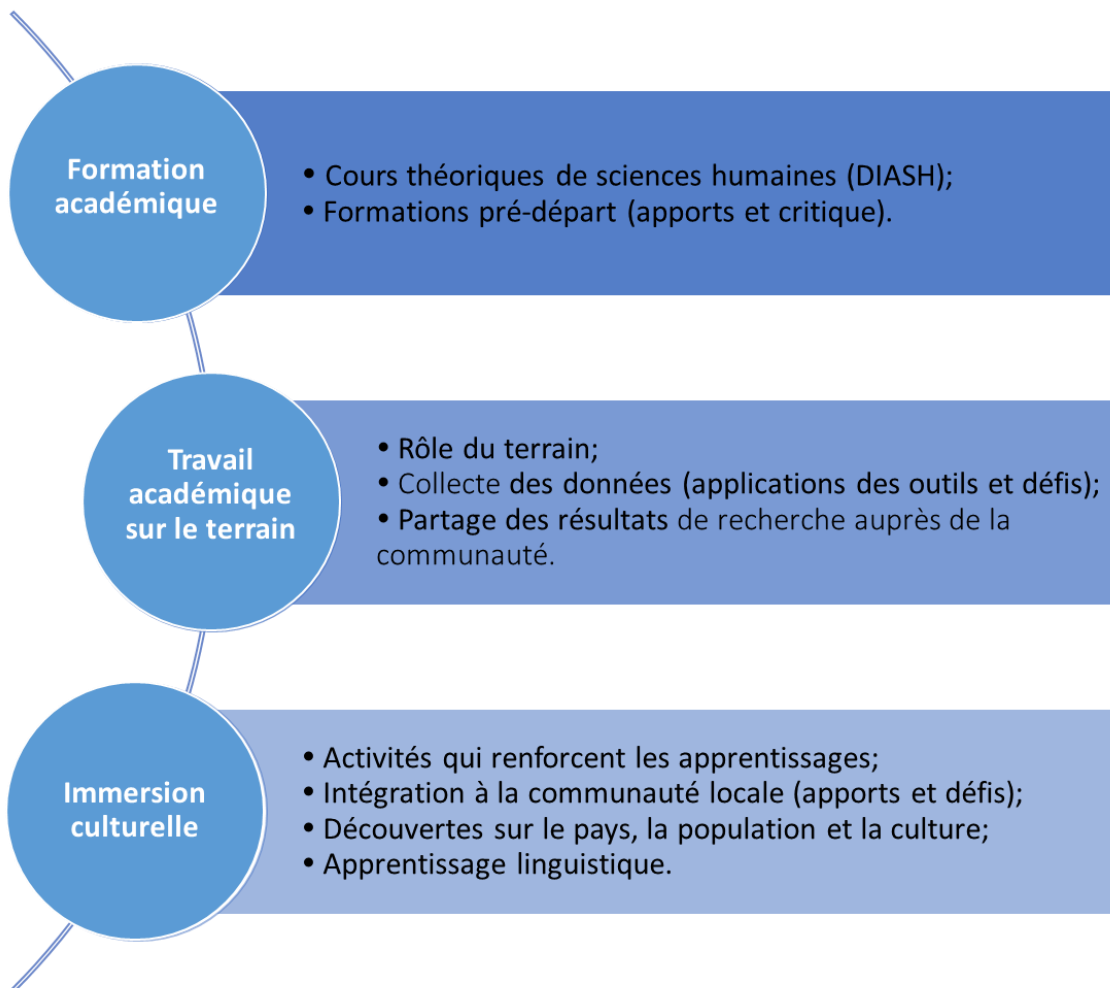 Formation
académique
• Cours théoriques de sciences humaines (DIASH);
• Formations pré-départ (apports et critique).
Travail
académique
sur le terrain
• Rôle du terrain;
• Collecte des données (applications des outils et défis);
• Partage des résultats de recherche auprès de la
communauté.
Immersion
culturelle
• Activités qui renforcent les apprentissages;
• Intégration à la communauté locale (apports et défis);
• Découvertes sur le pays, la population et la culture;
• Apprentissage linguistique.